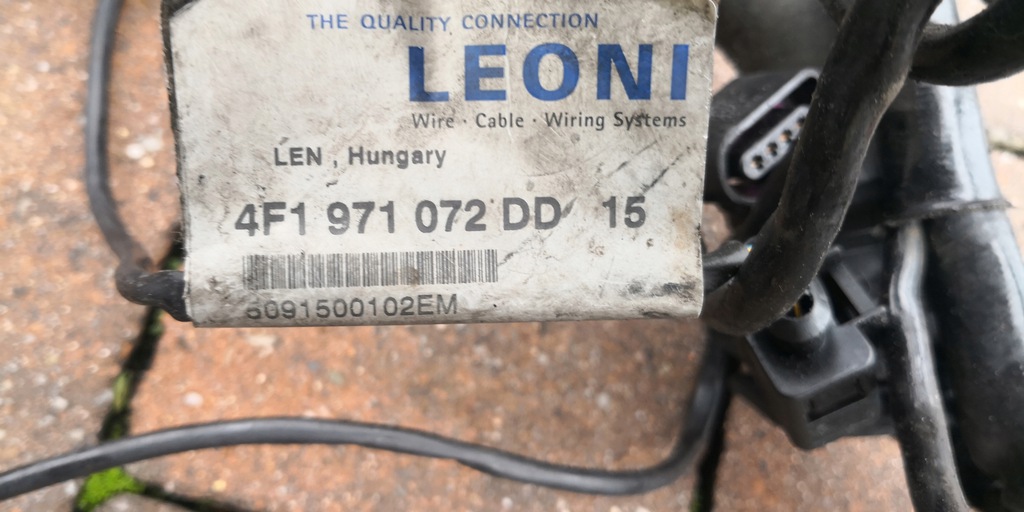 THE QUALITY CONNECTION
LEONI
Wire · Cable · Wiring Systems
LEN , Hungary
4F1 971 072 DD 15
6091500102EM